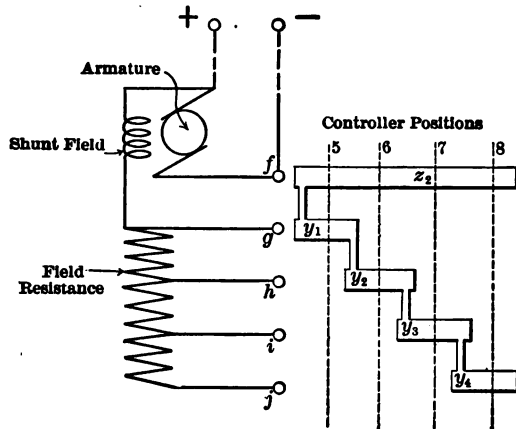 + −
Armature
Shunt Field
Controller Positions
5 6 7 8
f
z₂
g
y₁
Field
Resistance
h
y₂
i
y₃
j
y₄